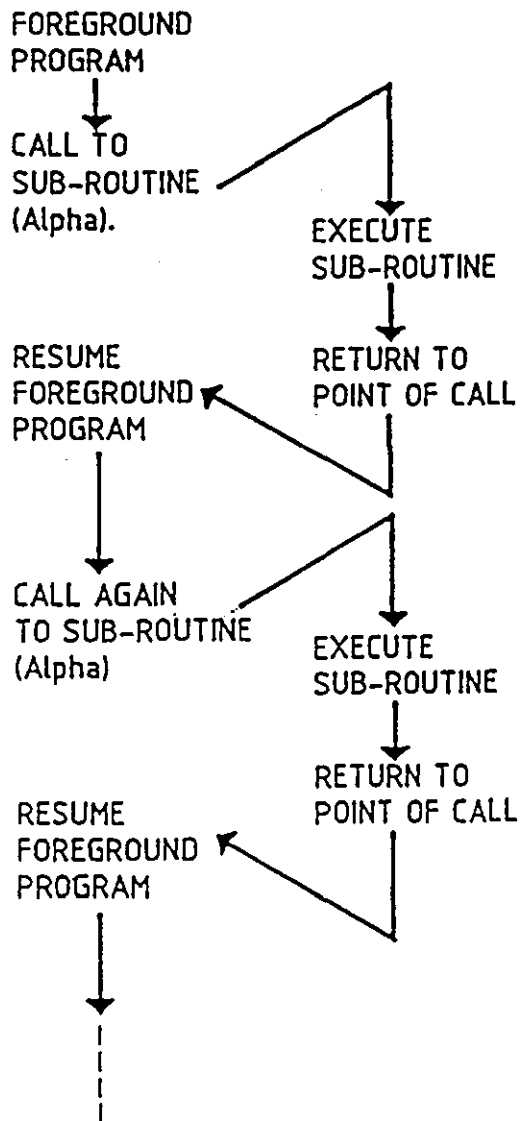 FOREGROUND
PROGRAM
CALL TO
SUB-ROUTINE
(Alpha).
EXECUTE
SUB-ROUTINE
RETURN TO
POINT OF CALL
RESUME
FOREGROUND
PROGRAM
CALL AGAIN
TO SUB-ROUTINE
(Alpha)
EXECUTE
SUB-ROUTINE
RETURN TO
POINT OF CALL
RESUME
FOREGROUND
PROGRAM